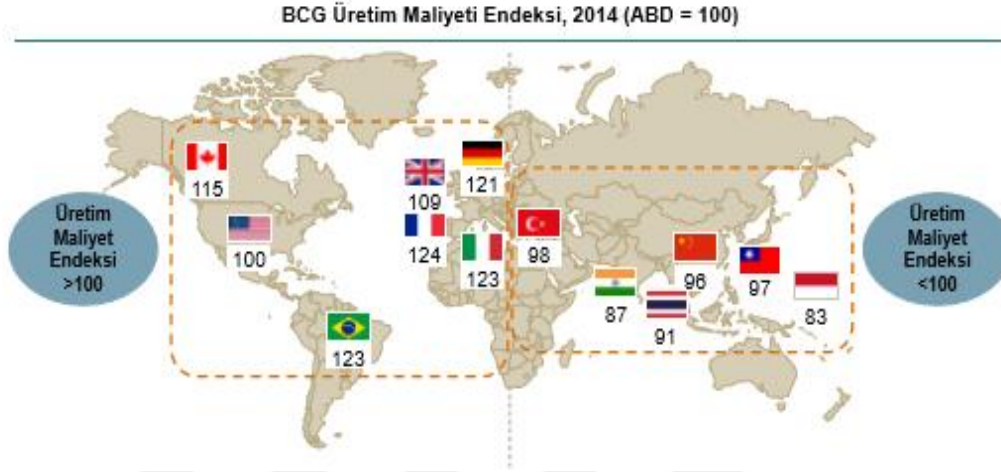 BCG Üretim Maliyeti Endeksi, 2014 (ABD = 100)
Üretim
Maliyet
Endeksi
>100
115
100
123
109
124
121
123
98
87
91
96
97
83
Üretim
Maliyet
Endeksi
<100